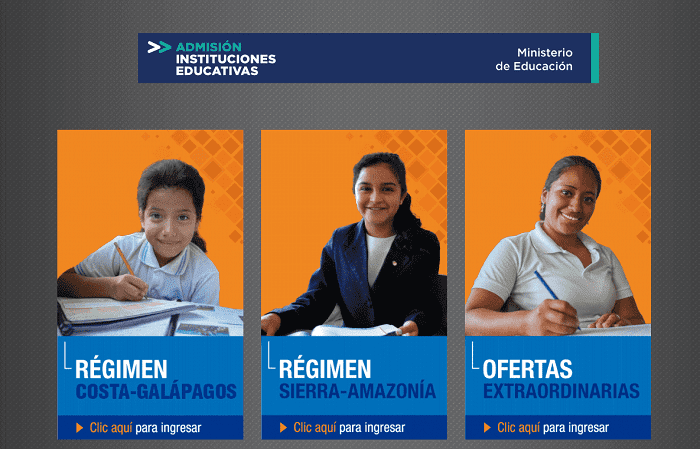 ADMISIÓN
INSTITUCIONES
EDUCATIVAS
Ministerio
de Educación
RÉGIMEN
COSTA-GALÁPAGOS
Clic aquí para ingresar
RÉGIMEN
SIERRA-AMAZONÍA
Clic aquí para ingresar
OFERTAS
EXTRAORDINARIAS
Clic aquí para ingresar